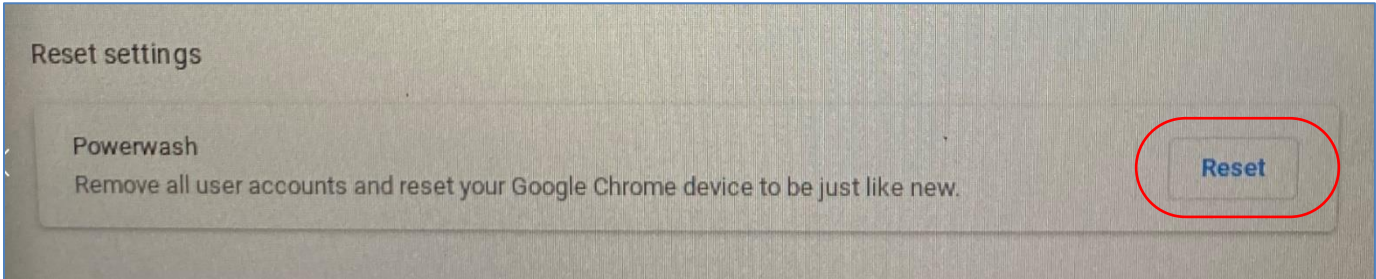 Reset settings
Powerwash
Remove all user accounts and reset your Google Chrome device to be just like new.
Reset